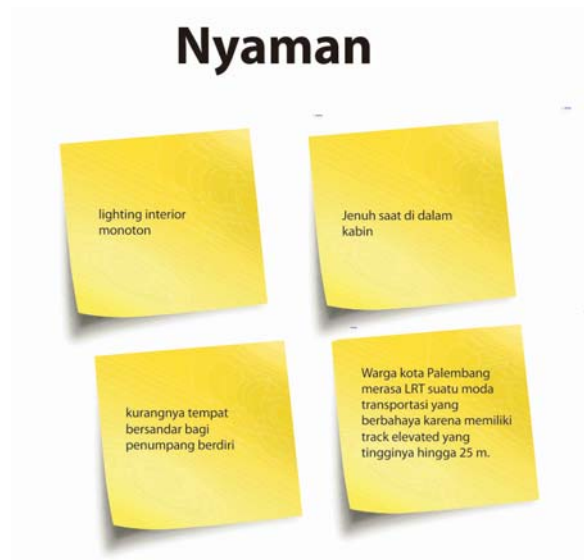 Nyaman
lighting interior
monoton
Jenuh saat di dalam
kabin
kurangnya tempat
bersandar bagi
penumpang berdiri
Warga kota Palembang
merasa LRT suatu moda
transportasi yang
berbahaya karena memiliki
track elevated yang
tingginya hingga 25 m.